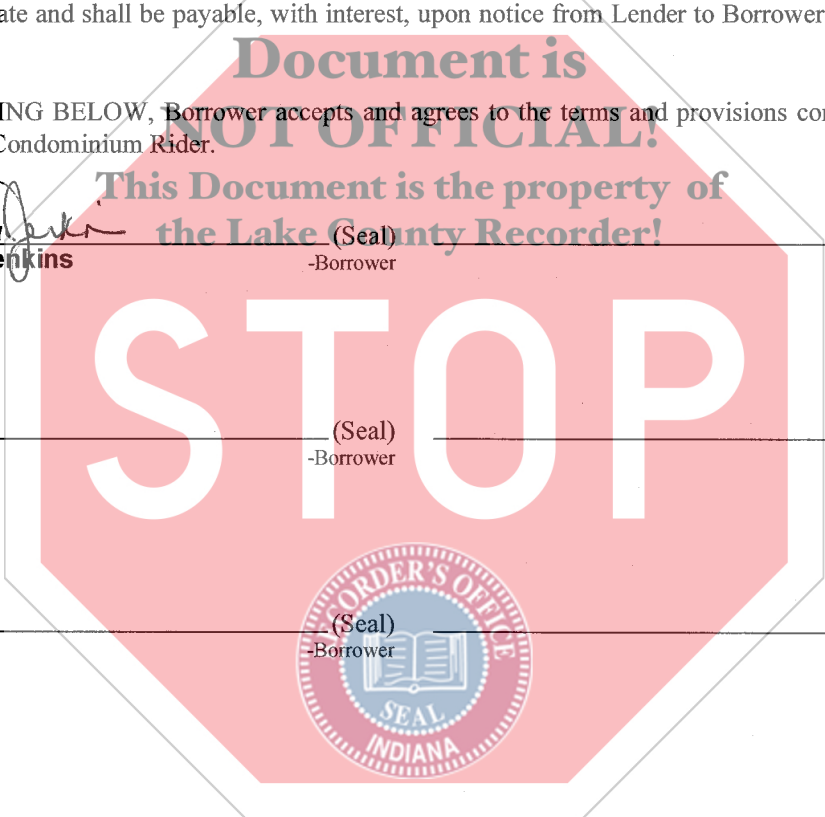 ate and shall be payable, with interest, upon notice from Lender to Borower
Document is
ING BELOW, Borrower accepts and agrees to the terms and provisions con
NOT OFFICIAL!
Condominium Rider.
This Document is the property of
the Lake County Recorder!
(Seal)
enkins
-Borrower
STOP
(Seal)
-Borrower
RECORDER'S OFFICE
(Seal)
-Borrower
SEAL
INDIANA